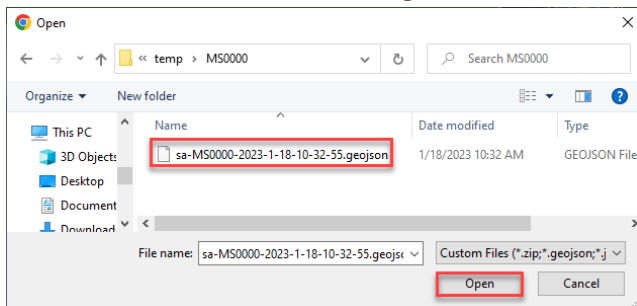 Open
« temp > MS0000
Search MS0000
Organize
New folder
This PC
3D Objects
Desktop
Document
Download
Name
Date modified
Type
sa-MS0000-2023-1-18-10-32-55.geojson
1/18/2023 10:32 AM
GEOJSON File
File name:
sa-MS0000-2023-1-18-10-32-55.geojsc
Custom Files (*.zip;*.geojson;*.j
Open
Cancel